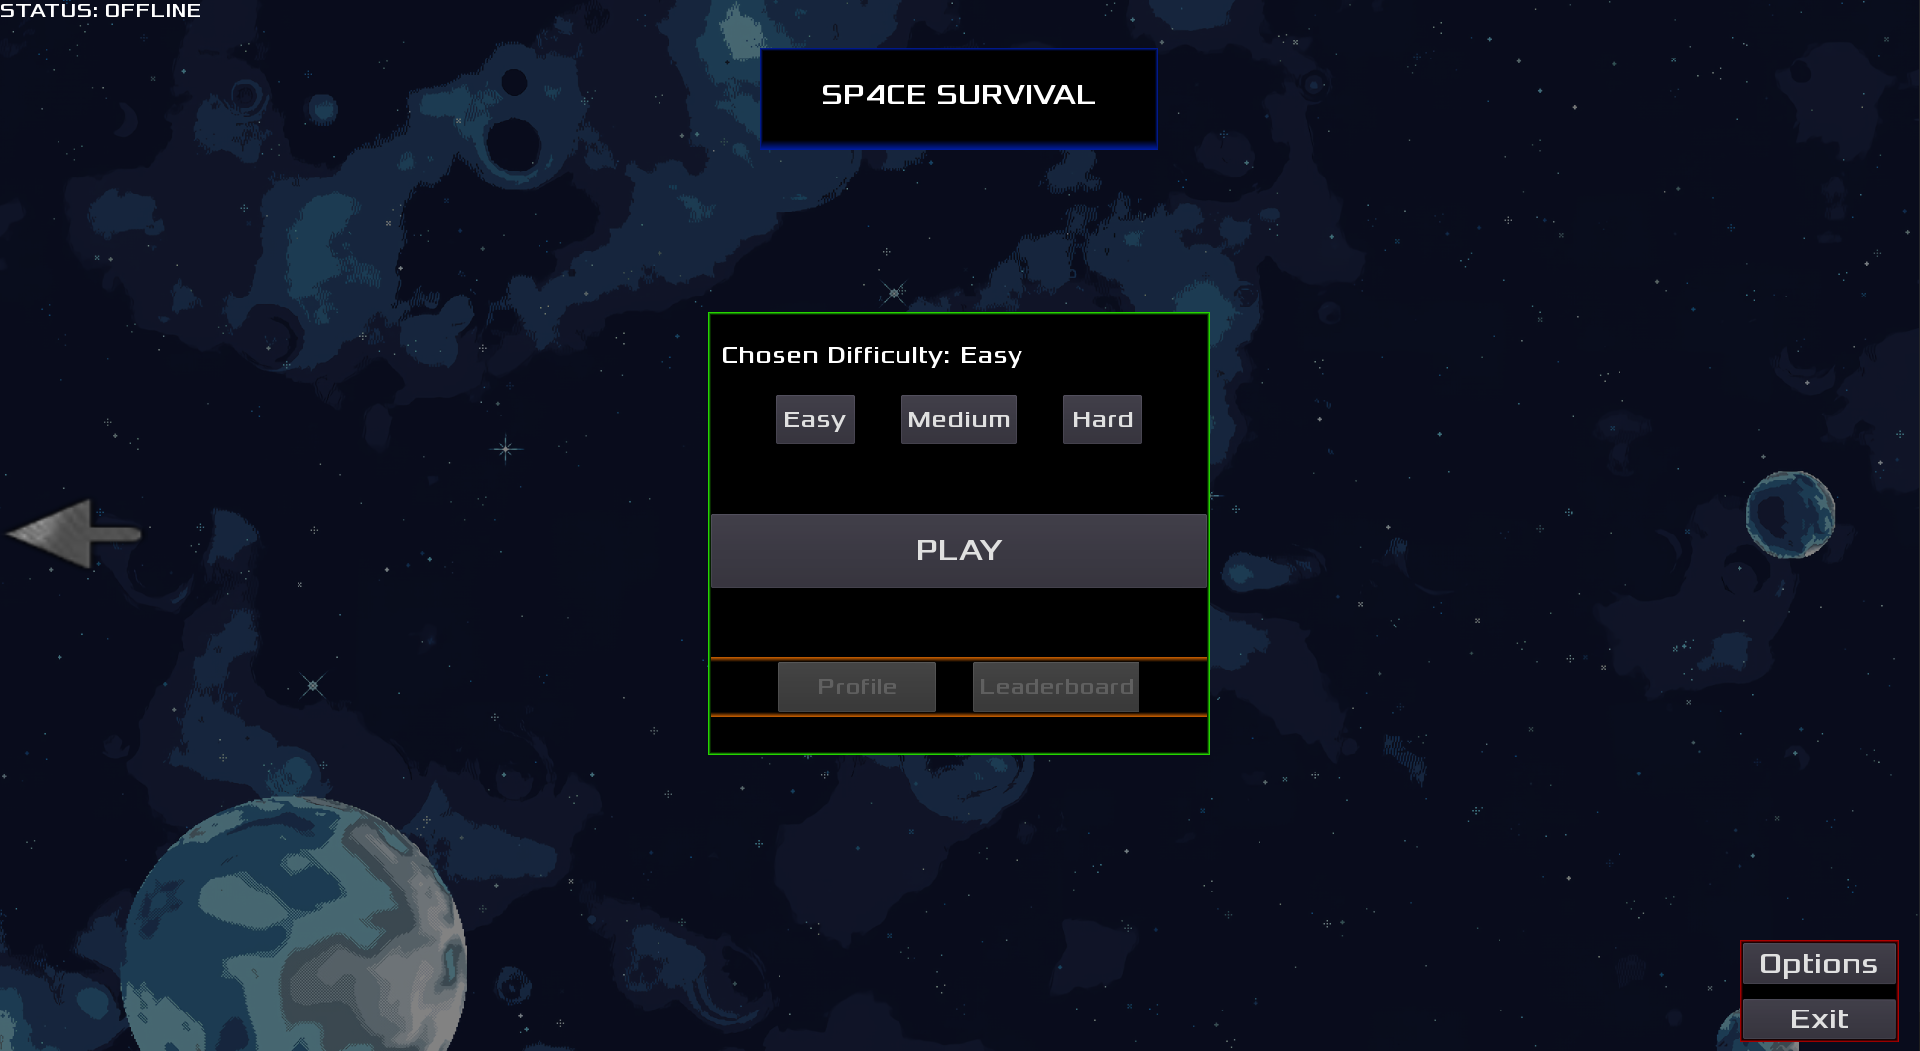 STATUS: OFFLINE
SP4CE SURVIVAL
Chosen Difficulty: Easy
Easy Medium Hard
PLAY
Profile Leaderboard
Options
Exit